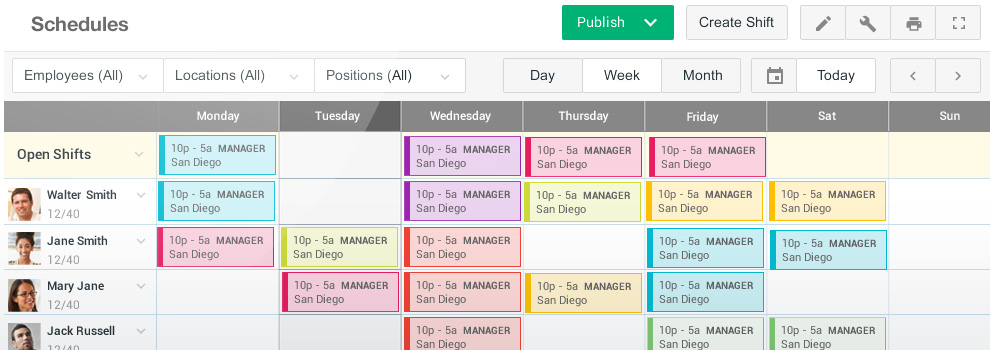 Schedules
Publish
Create Shift
Employees (All)
Locations (All)
Positions (All)
Day
Week
Month
Today
Monday
Tuesday
Wednesday
Thursday
Friday
Sat
Sun
Open Shifts
10p - 5a MANAGER
San Diego
10p - 5a MANAGER
San Diego
10p - 5a MANAGER
San Diego
10p - 5a MANAGER
San Diego
Walter Smith
12/40
10p - 5a MANAGER
San Diego
10p - 5a MANAGER
San Diego
10p - 5a MANAGER
San Diego
10p - 5a MANAGER
San Diego
10p - 5a MANAGER
San Diego
Jane Smith
12/40
10p - 5a MANAGER
San Diego
10p - 5a MANAGER
San Diego
10p - 5a MANAGER
San Diego
10p - 5a MANAGER
San Diego
10p - 5a MANAGER
San Diego
Mary Jane
12/40
10p - 5a MANAGER
San Diego
10p - 5a MANAGER
San Diego
10p - 5a MANAGER
San Diego
10p - 5a MANAGER
San Diego
Jack Russell
12/40
10p - 5a MANAGER
San Diego
10p - 5a MANAGER
San Diego
10p - 5a MANAGER
San Diego